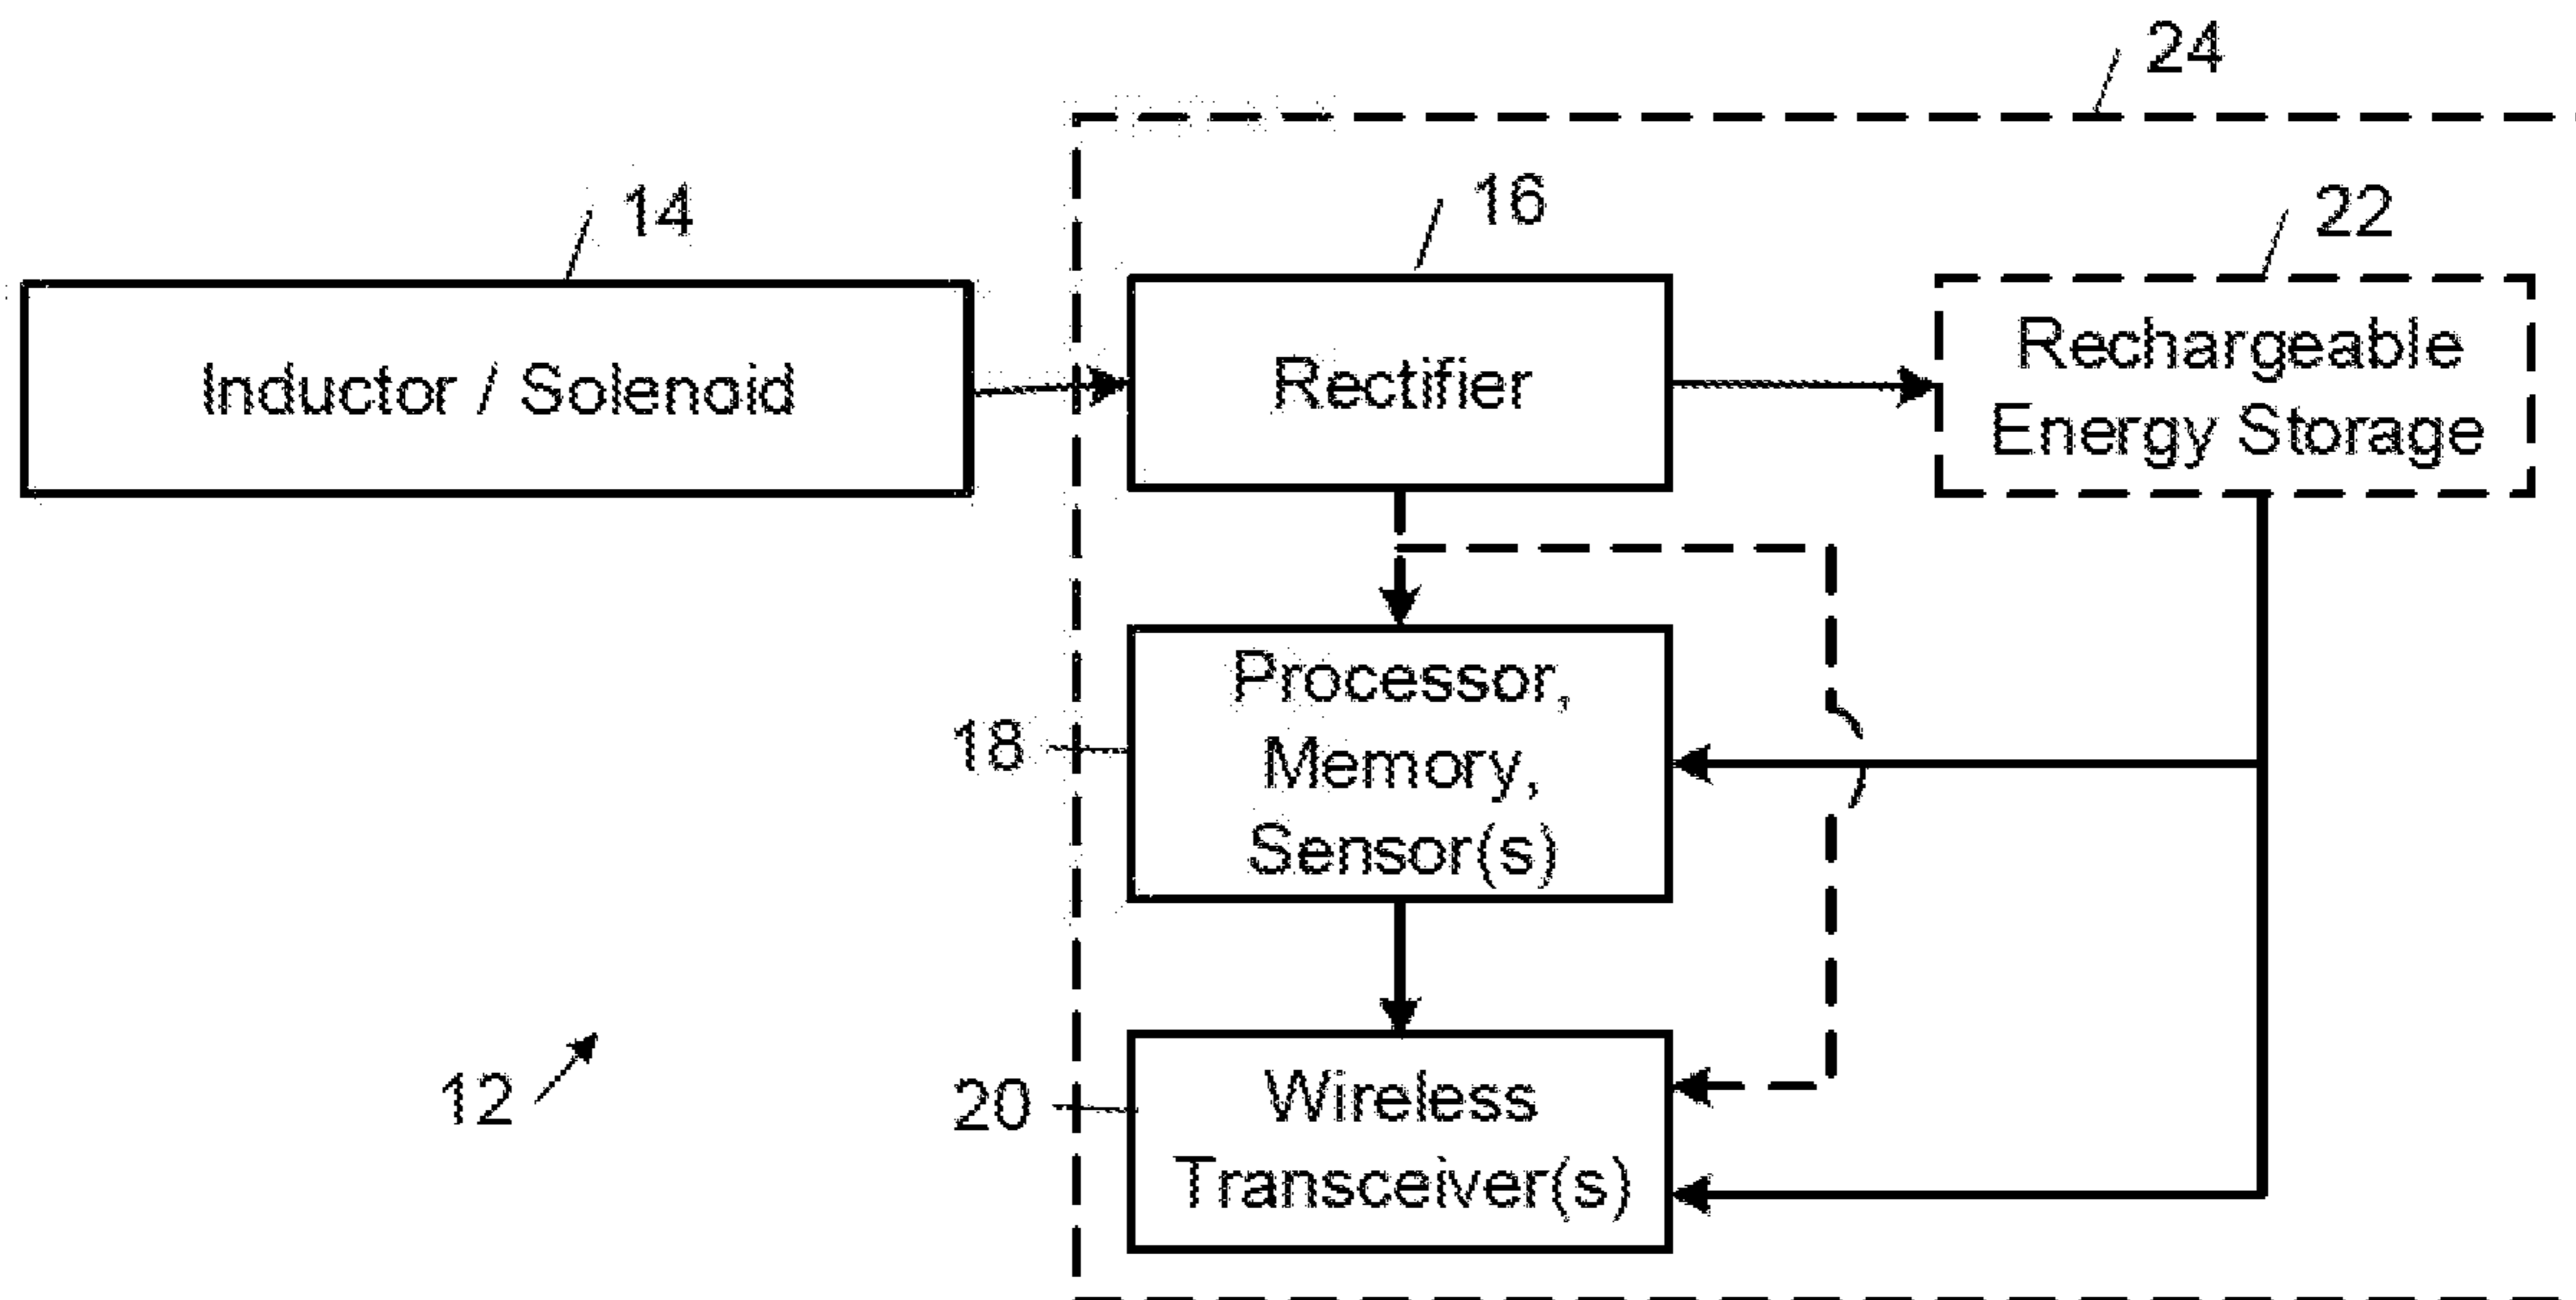 24
14
16
22
Inductor / Solenoid
Rectifier
Rechargeable
Energy Storage
18
Processor,
Memory,
Sensor(s)
12
20
Wireless
Transceiver(s)